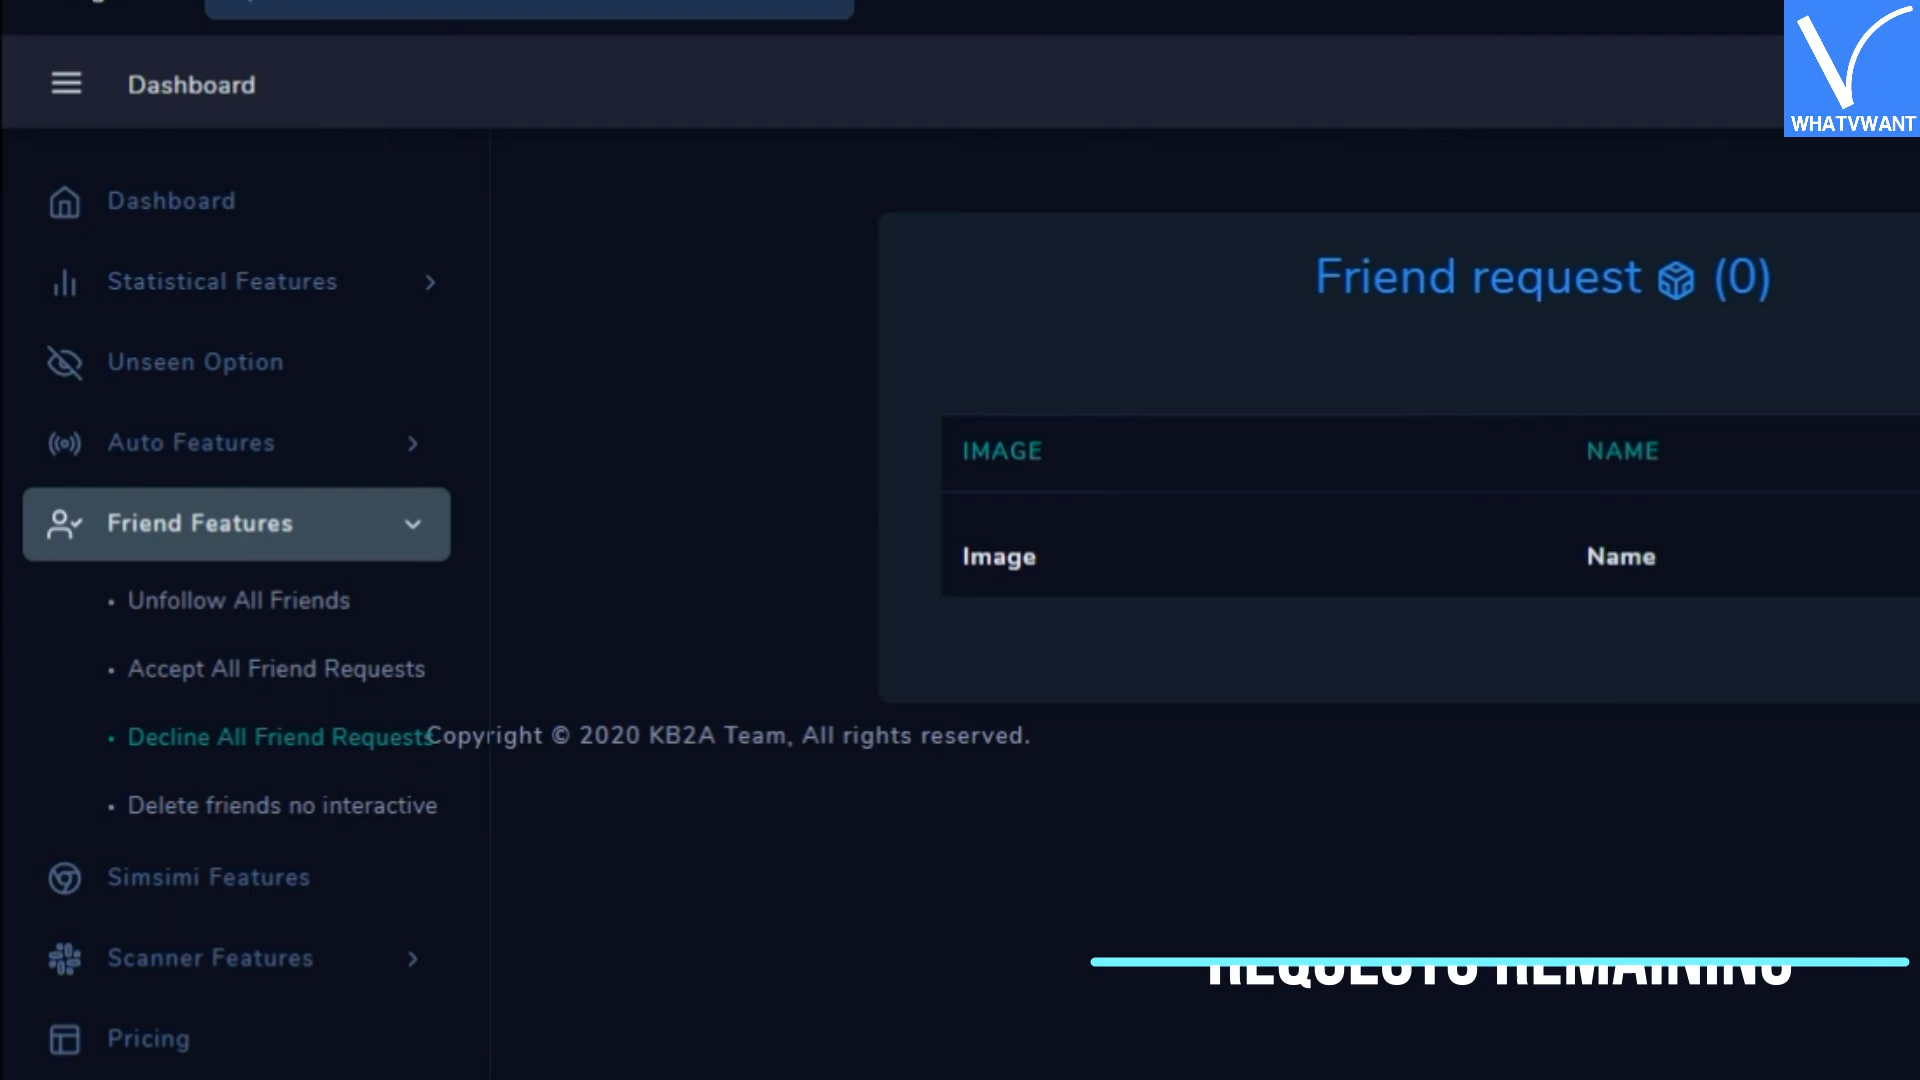 WHATVWANT
Dashboard
Dashboard
Statistical Features
Unseen Option
Auto Features
Friend Features
Unfollow All Friends
Accept All Friend Requests
Decline All Friend Requests
Delete friends no interactive
Simsimi Features
Scanner Features
Pricing
Friend request (0)
IMAGE NAME
Image Name
Copyright © 2020 KB2A Team, All rights reserved.
REQUESTS REMAINING